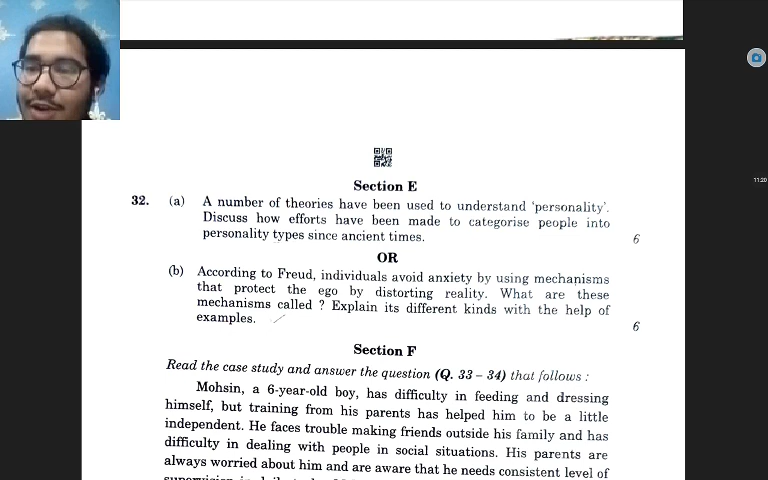 Section E
32. (a) A number of theories have been used to understand 'personality'.
Discuss how efforts have been made to categorise people into
personality types since ancient times. 6
OR
(b) According to Freud, individuals avoid anxiety by using mechanisms
that protect the ego by distorting reality. What are these
mechanisms called ? Explain its different kinds with the help of
examples. 6
Section F
Read the case study and answer the question (Q. 33 – 34) that follows :
Mohsin, a 6-year-old boy, has difficulty in feeding and dressing
himself, but training from his parents has helped him to be a little
independent. He faces trouble making friends outside his family and has
difficulty in dealing with people in social situations. His parents are
always worried about him and are aware that he needs consistent level of
11:20